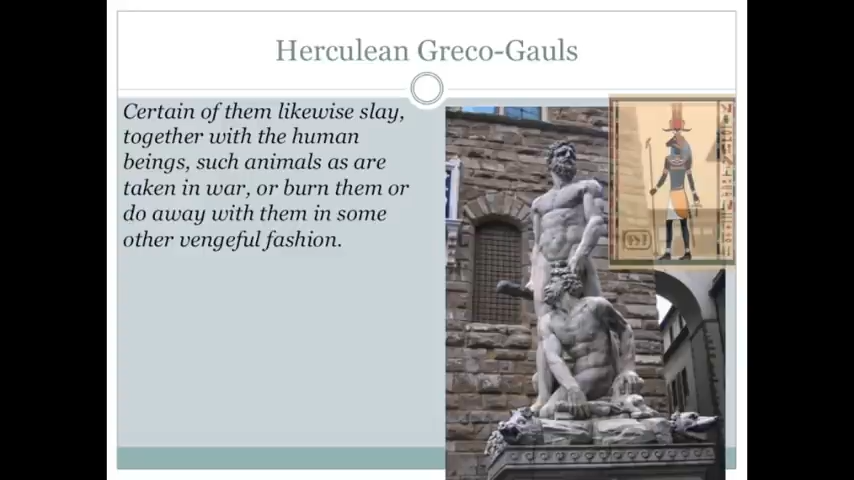 Herculean Greco-Gauls
Certain of them likewise slay,
together with the human
beings, such animals as are
taken in war, or burn them or
do away with them in some
other vengeful fashion.